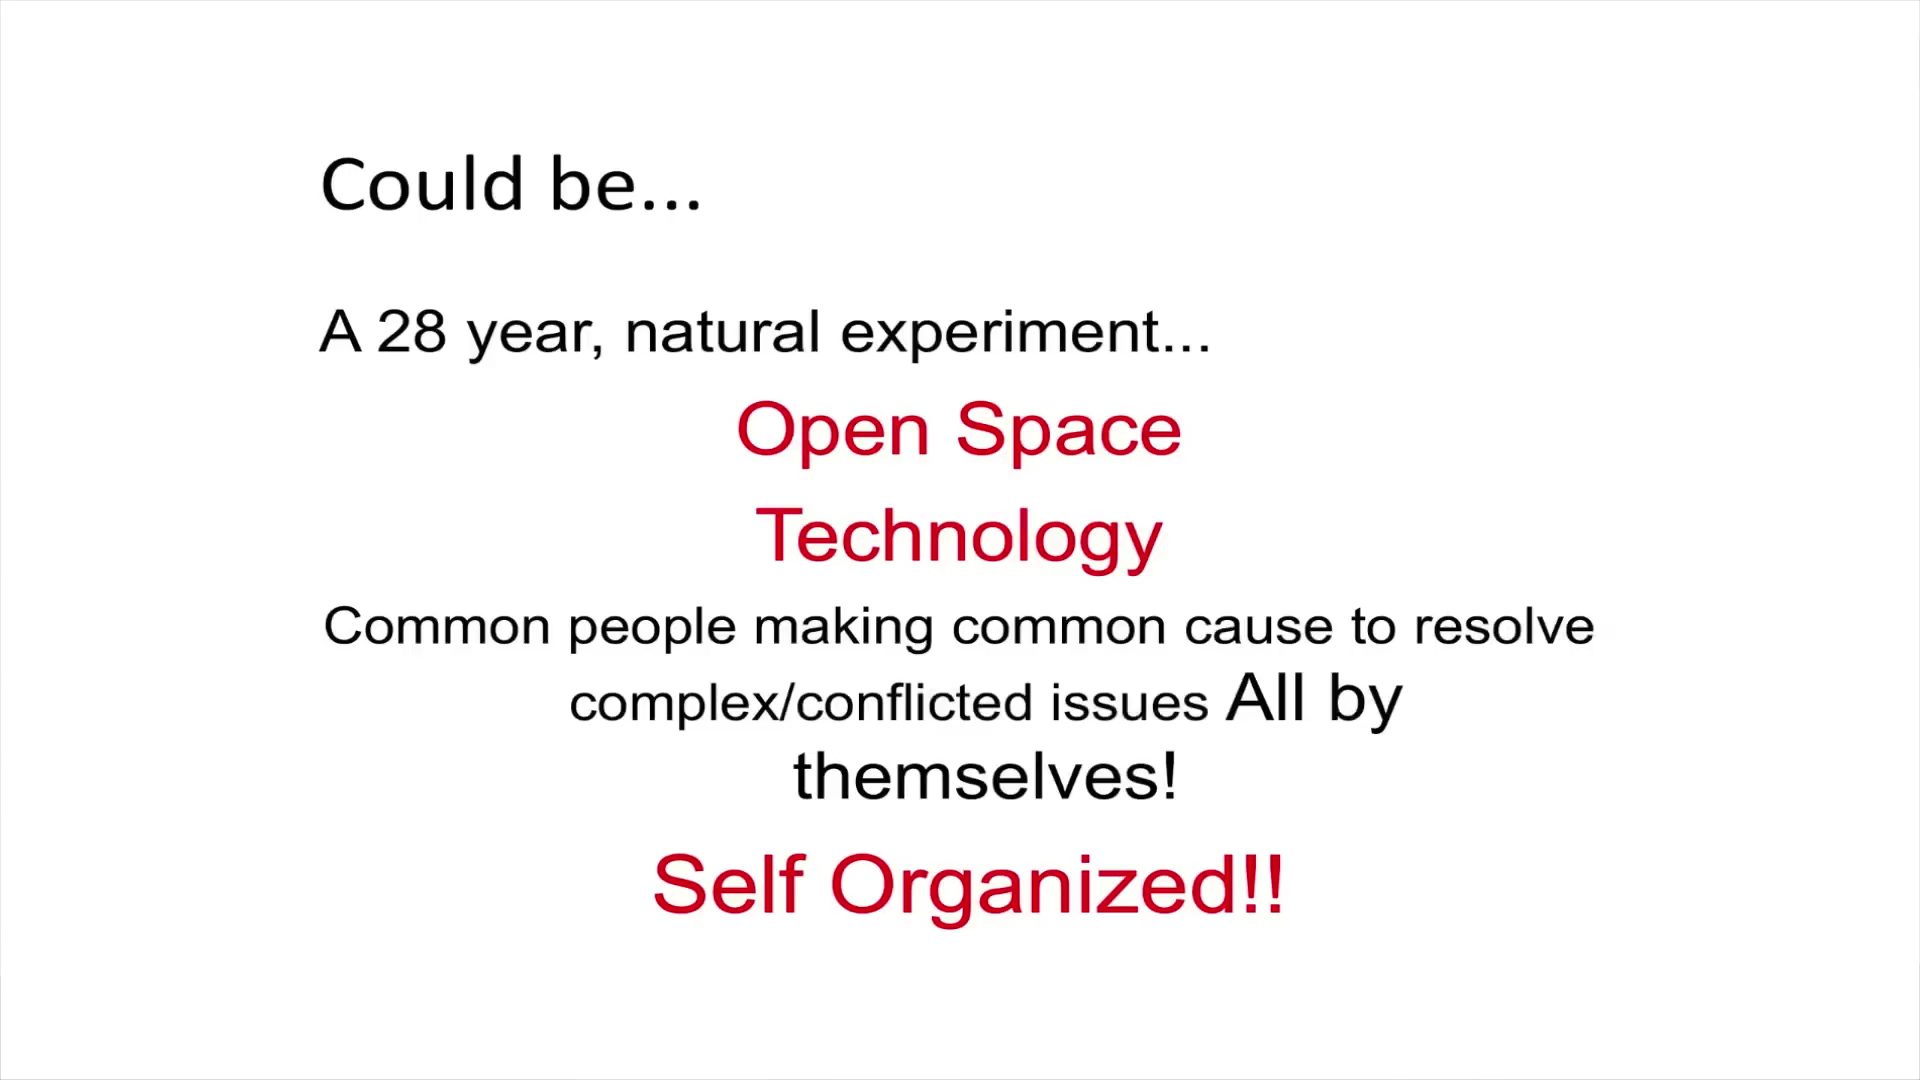 Could be...
A 28 year, natural experiment...
Open Space
Technology
Common people making common cause to resolve
complex/conflicted issues All by
themselves!
Self Organized!!